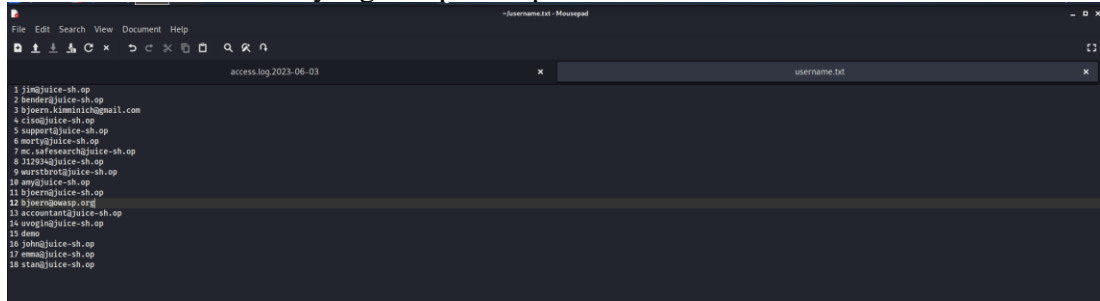 ~/username.txt - Mousepad
File Edit Search View Document Help
access.log.2023-06-03
username.txt
1 jim@juice-sh.op
2 bender@juice-sh.op
3 bjoern.kimminich@gmail.com
4 ciso@juice-sh.op
5 support@juice-sh.op
6 morty@juice-sh.op
7 mc.safesearch@juice-sh.op
8 J12934@juice-sh.op
9 wurstbrot@juice-sh.op
10 amy@juice-sh.op
11 bjoern@juice-sh.op
12 bjoern@owasp.org
13 accountant@juice-sh.op
14 uvogin@juice-sh.op
15 demo
16 john@juice-sh.op
17 emma@juice-sh.op
18 stan@juice-sh.op